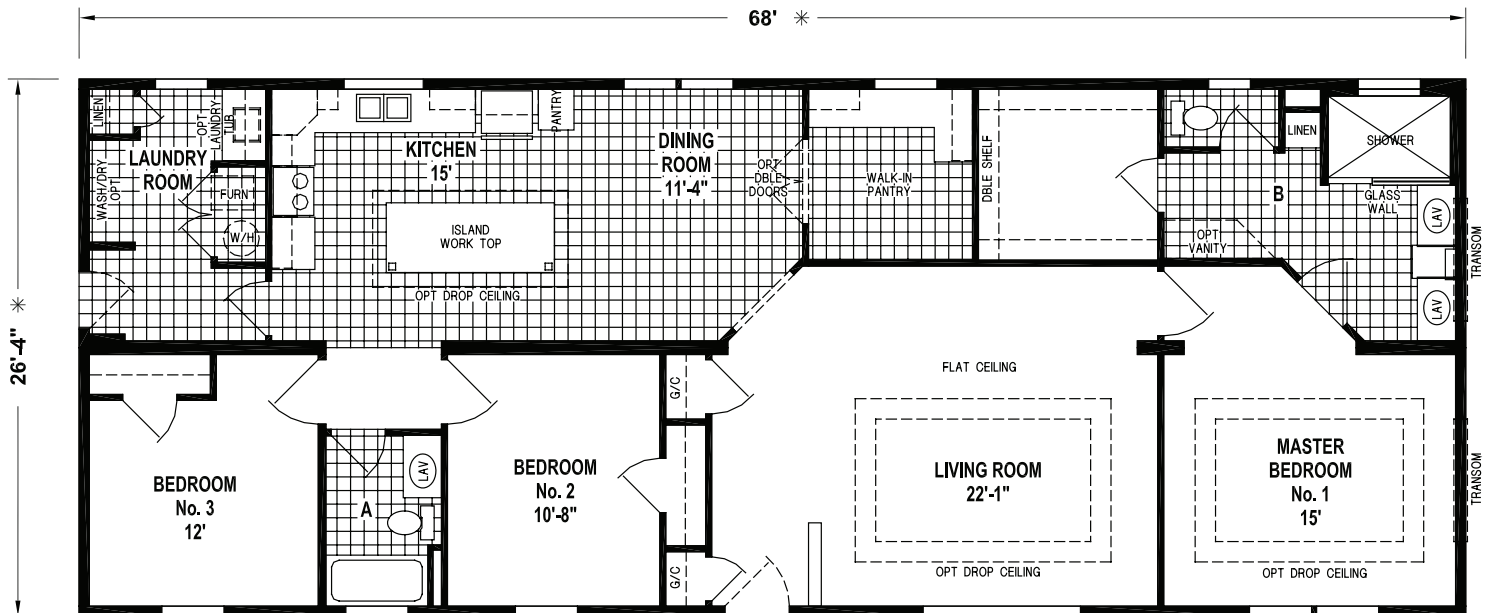 68' ✳
26'-4" ✳
LINEN
OPT
LAUNDRY
TUB
LAUNDRY
ROOM
WASH/DRY
OPT
FURN
W/H
KITCHEN
15'
PANTRY
ISLAND
WORK TOP
OPT DROP CEILING
DINING
ROOM
11'-4"
OPT
DBLE
DOORS
WALK-IN
PANTRY
DBLE SHELF
LINEN
SHOWER
B
GLASS
WALL
OPT
VANITY
LAV
LAV
TRANSOM
BEDROOM
No. 3
12'
A
LAV
BEDROOM
No. 2
10'-8"
G/C
G/C
FLAT CEILING
LIVING ROOM
22'-1"
OPT DROP CEILING
MASTER
BEDROOM
No. 1
15'
OPT DROP CEILING
TRANSOM